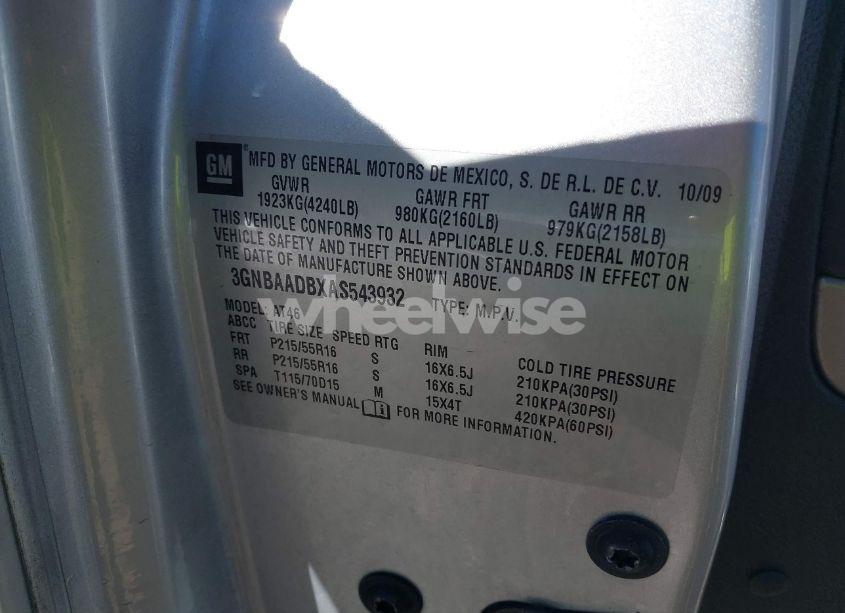 GM
MFD BY GENERAL MOTORS DE MEXICO, S. DE R.L. DE C.V. 10/09
GVWR GAWR FRT GAWR RR
1923KG(4240LB) 980KG(2160LB) 979KG(2158LB)
THIS VEHICLE CONFORMS TO ALL APPLICABLE U.S. FEDERAL MOTOR
VEHICLE SAFETY AND THEFT PREVENTION STANDARDS IN EFFECT ON
THE DATE OF MANUFACTURE SHOWN ABOVE.
3GNBAADBXAS543932 TYPE: M.P.V.
wheelwise
MODEL: AT46
ABCC TIRE SIZE SPEED RTG RIM COLD TIRE PRESSURE
FRT P215/55R16 S 16X6.5J 210KPA(30PSI)
RR P215/55R16 S 16X6.5J 210KPA(30PSI)
SPA T115/70D15 M 15X4T 420KPA(60PSI)
SEE OWNER'S MANUAL FOR MORE INFORMATION.